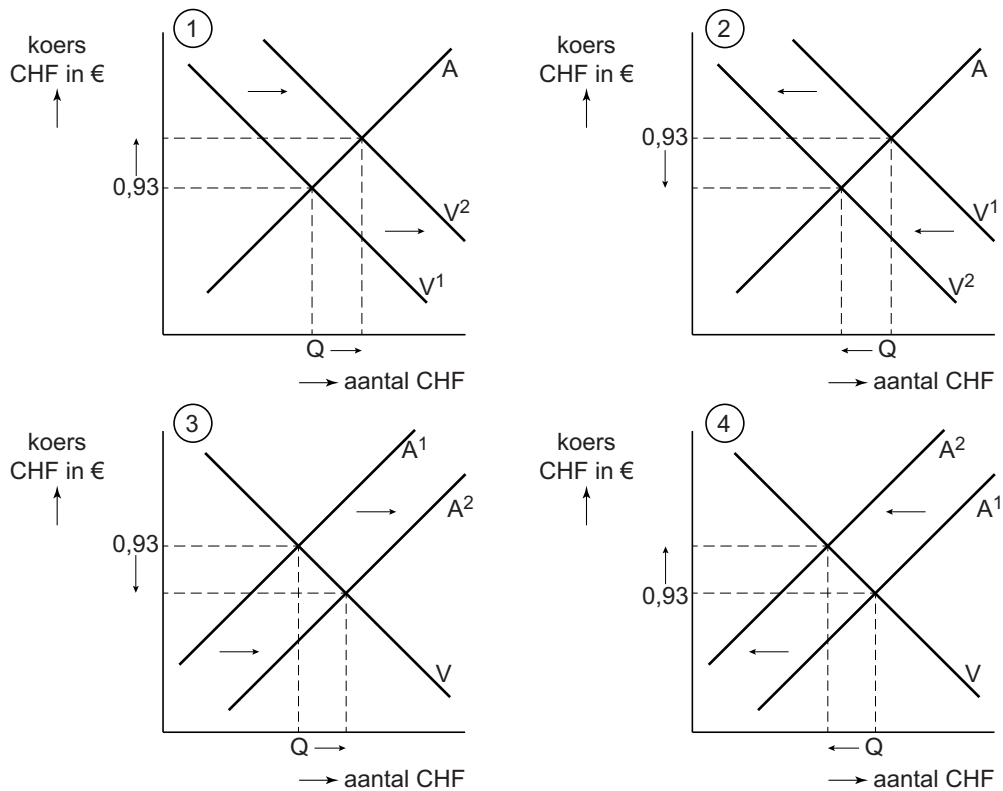 1
koers
CHF in €
0,93
A
V²
V¹
Q
aantal CHF
2
koers
CHF in €
0,93
A
V¹
V²
Q
aantal CHF
3
koers
CHF in €
0,93
A¹
A²
V
Q
aantal CHF
4
koers
CHF in €
0,93
A²
A¹
V
Q
aantal CHF